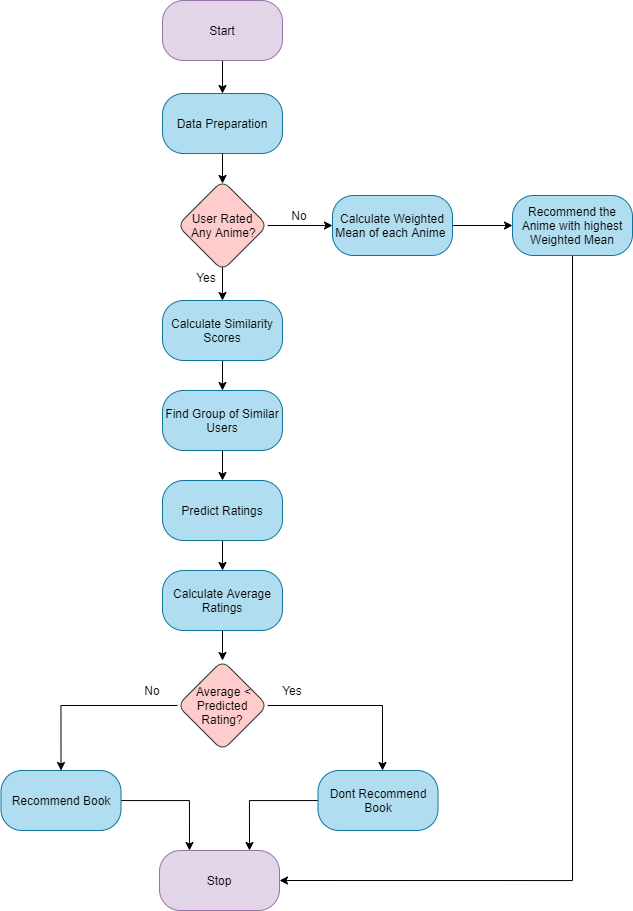 Start
Data Preparation
User Rated
Any Anime?
No
Calculate Weighted
Mean of each Anime
Recommend the
Anime with highest
Weighted Mean
Yes
Calculate Similarity
Scores
Find Group of Similar
Users
Predict Ratings
Calculate Average
Ratings
Average <
Predicted
Rating?
No
Yes
Recommend Book
Dont Recommend
Book
Stop